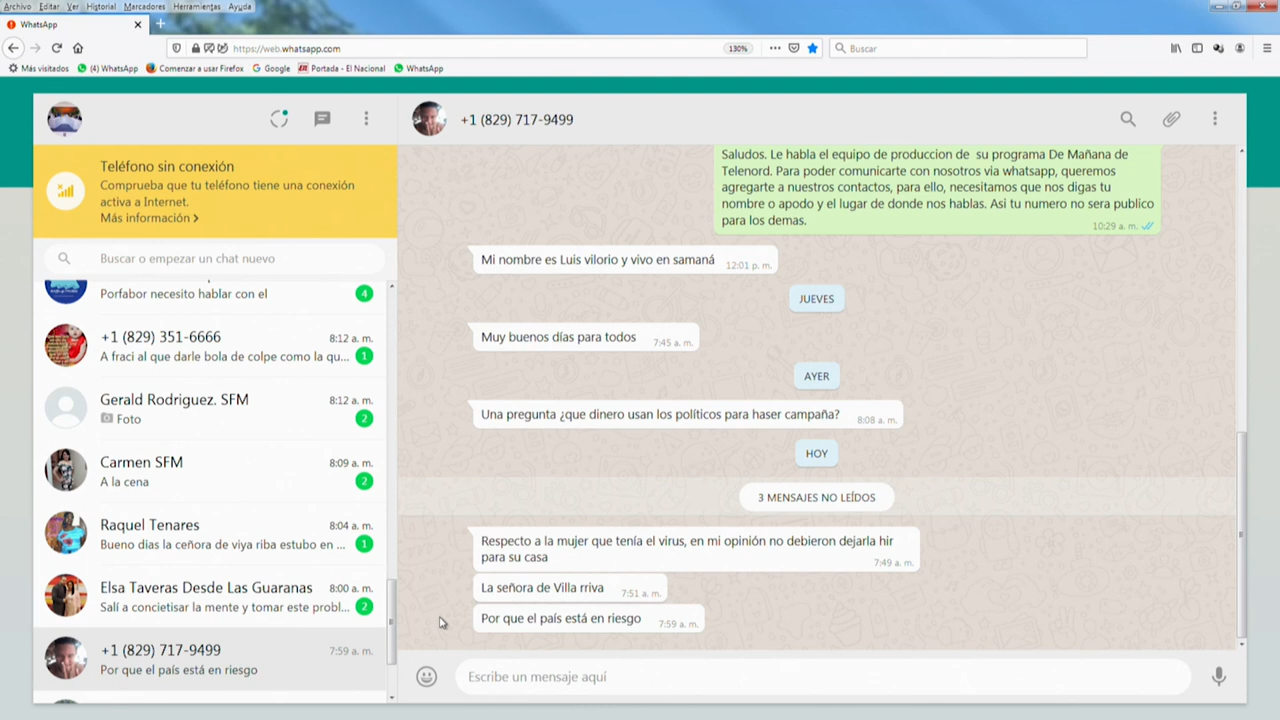 Archivo Editar Ver Historial Marcadores Herramientas Ayuda
WhatsApp
https://web.whatsapp.com
130%
Buscar
Más visitados
(4) WhatsApp
Comenzar a usar Firefox
Google
Portada - El Nacional
WhatsApp
+1 (829) 717-9499
Teléfono sin conexión
Comprueba que tu teléfono tiene una conexión
activa a Internet.
Más información
Buscar o empezar un chat nuevo
Porfabor necesito hablar con el
4
+1 (829) 351-6666
8:12 a. m.
A fraci al que darle bola de colpe como la qu...
1
Gerald Rodriguez. SFM
8:12 a. m.
Foto
2
Carmen SFM
8:09 a. m.
A la cena
2
Raquel Tenares
8:04 a. m.
Bueno dias la ceñora de viya riba estubo en ...
1
Elsa Taveras Desde Las Guaranas
8:00 a. m.
Salí a concietisar la mente y tomar este probl...
2
+1 (829) 717-9499
7:59 a. m.
Por que el país está en riesgo
Saludos. Le habla el equipo de produccion de su programa De Mañana de
Telenord. Para poder comunicarte con nosotros via whatsapp, queremos
agregarte a nuestros contactos, para ello, necesitamos que nos digas tu
nombre o apodo y el lugar de donde nos hablas. Asi tu numero no sera publico
para los demas.
10:29 a. m.
Mi nombre es Luis vilorio y vivo en samaná
12:01 p. m.
JUEVES
Muy buenos días para todos
7:45 a. m.
AYER
Una pregunta ¿que dinero usan los políticos para haser campaña?
8:08 a. m.
HOY
3 MENSAJES NO LEÍDOS
Respecto a la mujer que tenía el virus, en mi opinión no debieron dejarla hir
para su casa
7:49 a. m.
La señora de Villa rriva
7:51 a. m.
Por que el país está en riesgo
7:59 a. m.
Escribe un mensaje aquí